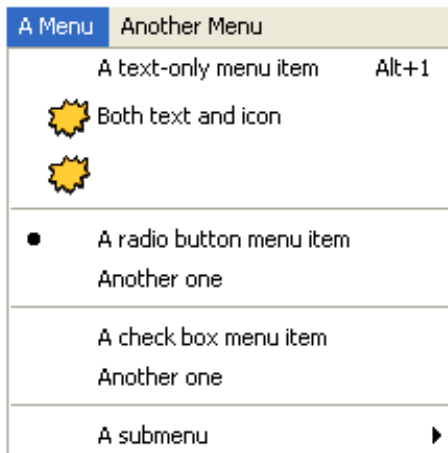 A Menu Another Menu
A text-only menu item Alt+1
Both text and icon
A radio button menu item
Another one
A check box menu item
Another one
A submenu